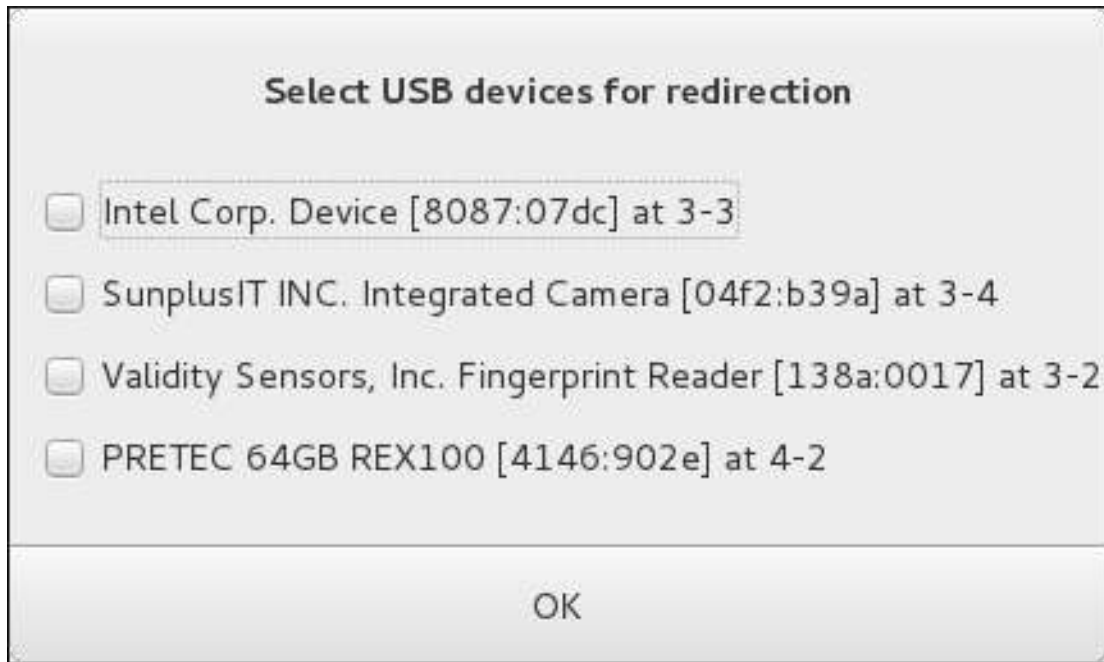 Select USB devices for redirection
Intel Corp. Device [8087:07dc] at 3-3
SunplusIT INC. Integrated Camera [04f2:b39a] at 3-4
Validity Sensors, Inc. Fingerprint Reader [138a:0017] at 3-2
PRETEC 64GB REX100 [4146:902e] at 4-2
OK